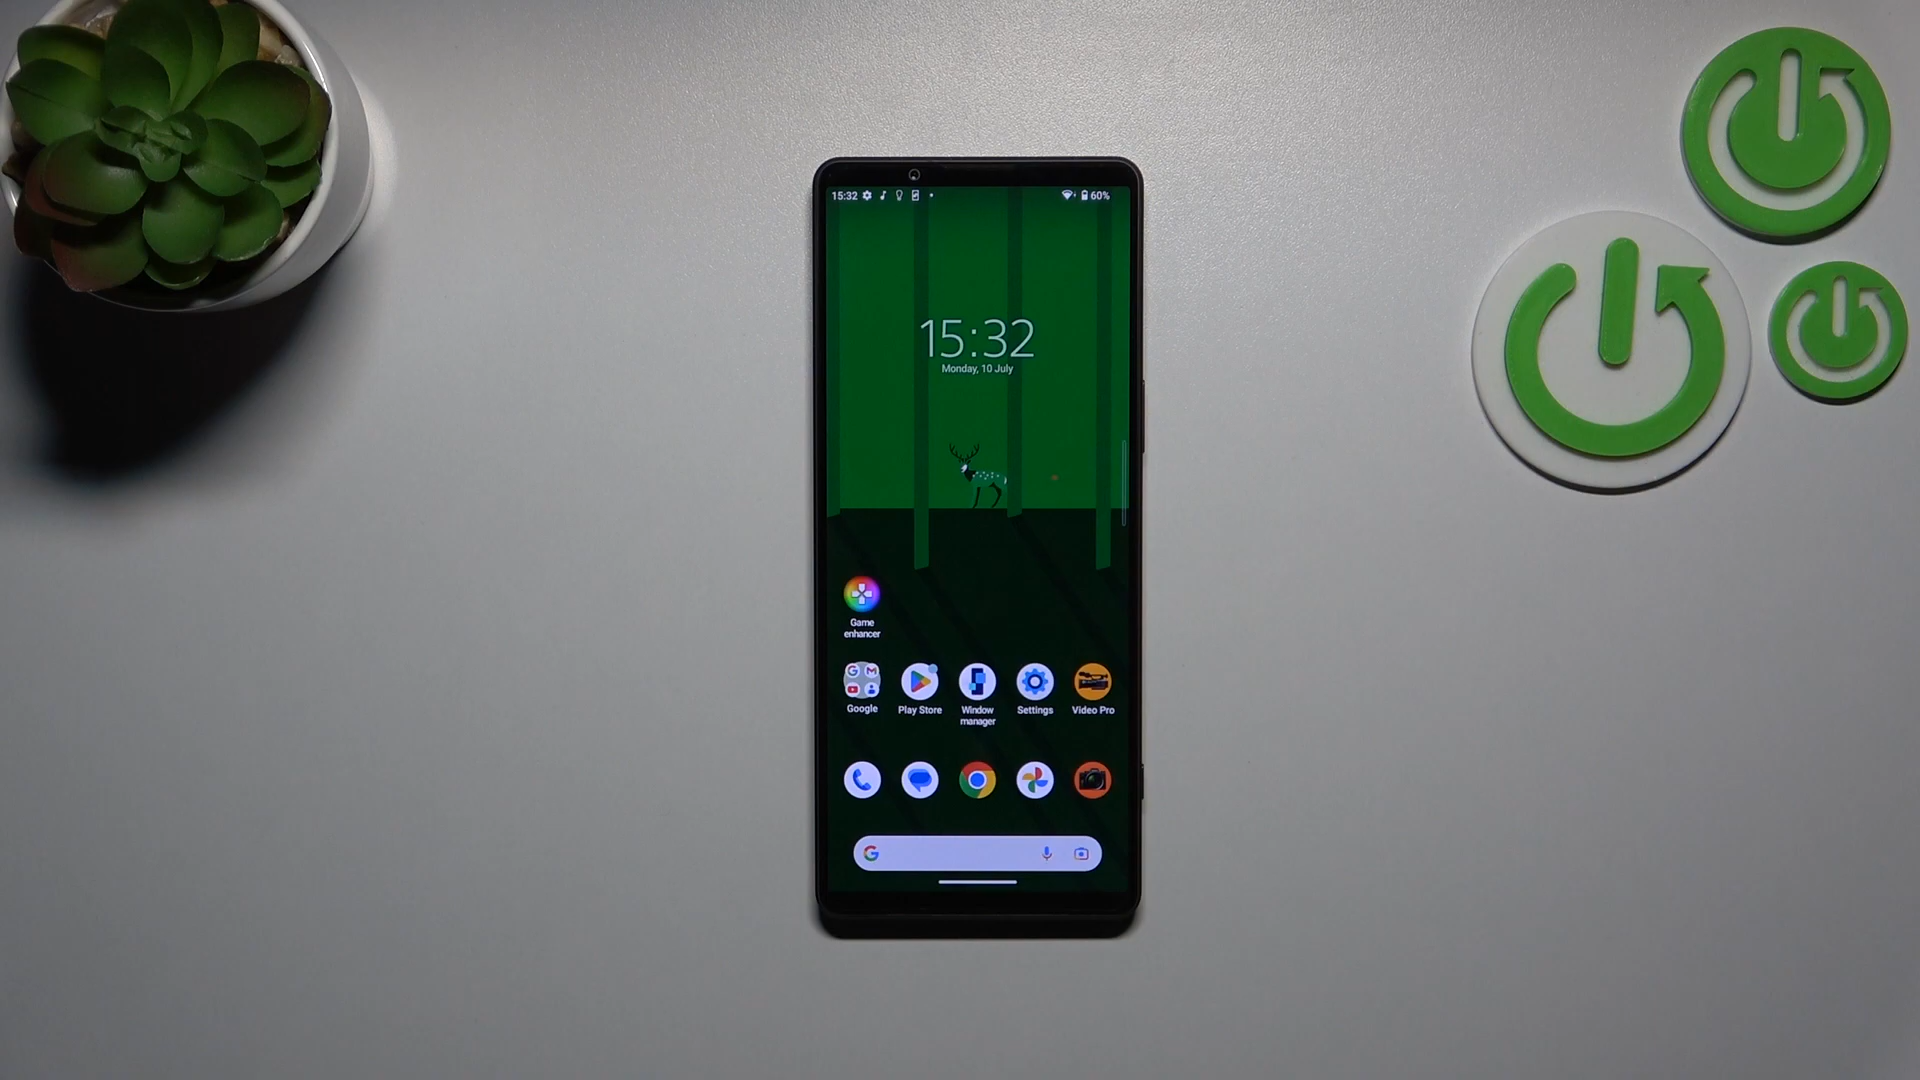 15:32
60%
15:32
Monday, 10 July
Game
enhancer
Google
Play Store
Window
manager
Settings
Video Pro